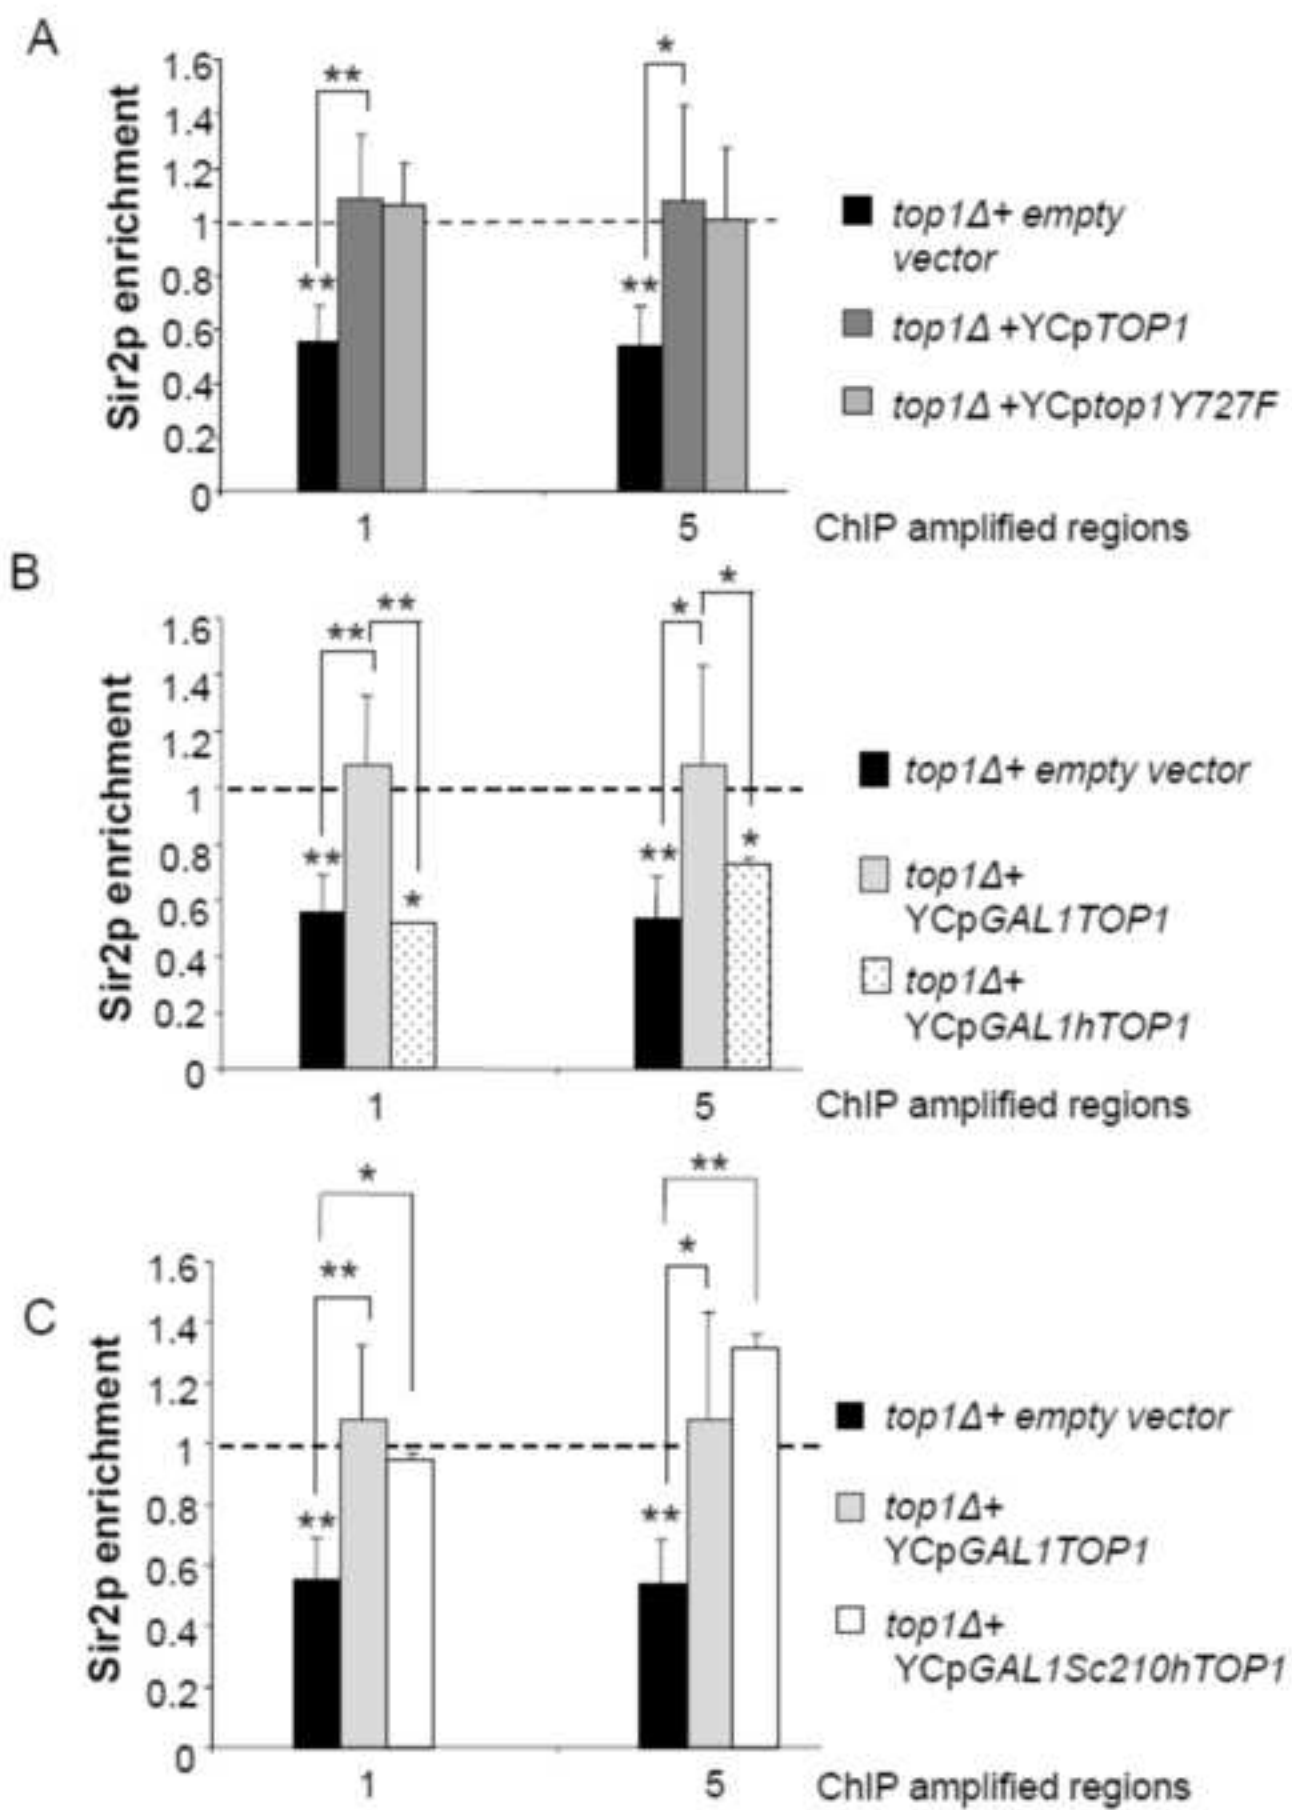 A
Sir2p enrichment
1.6
1.4
1.2
1
0.8
0.6
0.4
0.2
0
**
**
*
**
1
5
ChIP amplified regions
top1Δ+ empty
vector
top1Δ +YCpTOP1
top1Δ +YCptop1Y727F
B
Sir2p enrichment
1.6
1.4
1.2
1
0.8
0.6
0.4
0.2
0
**
**
**
*
*
*
**
*
1
5
ChIP amplified regions
top1Δ+ empty vector
top1Δ+
YCpGAL1TOP1
top1Δ+
YCpGAL1hTOP1
C
Sir2p enrichment
1.6
1.4
1.2
1
0.8
0.6
0.4
0.2
0
*
**
**
**
*
**
1
5
ChIP amplified regions
top1Δ+ empty vector
top1Δ+
YCpGAL1TOP1
top1Δ+
YCpGAL1Sc210hTOP1